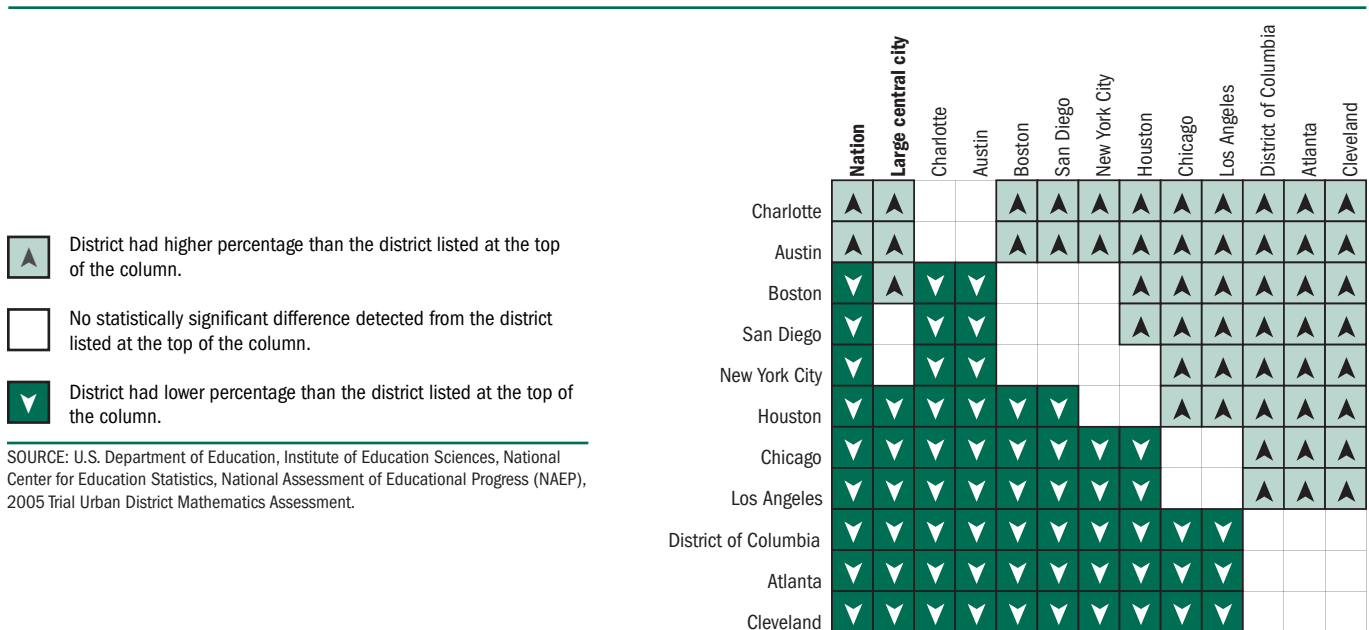 Nation
Large central city
Charlotte
Austin
Boston
San Diego
New York City
Houston
Chicago
Los Angeles
District of Columbia
Atlanta
Cleveland
District had higher percentage than the district listed at the top
of the column.
No statistically significant difference detected from the district
listed at the top of the column.
District had lower percentage than the district listed at the top of
the column.
SOURCE: U.S. Department of Education, Institute of Education Sciences, National
Center for Education Statistics, National Assessment of Educational Progress (NAEP),
2005 Trial Urban District Mathematics Assessment.
Charlotte
Austin
Boston
San Diego
New York City
Houston
Chicago
Los Angeles
District of Columbia
Atlanta
Cleveland